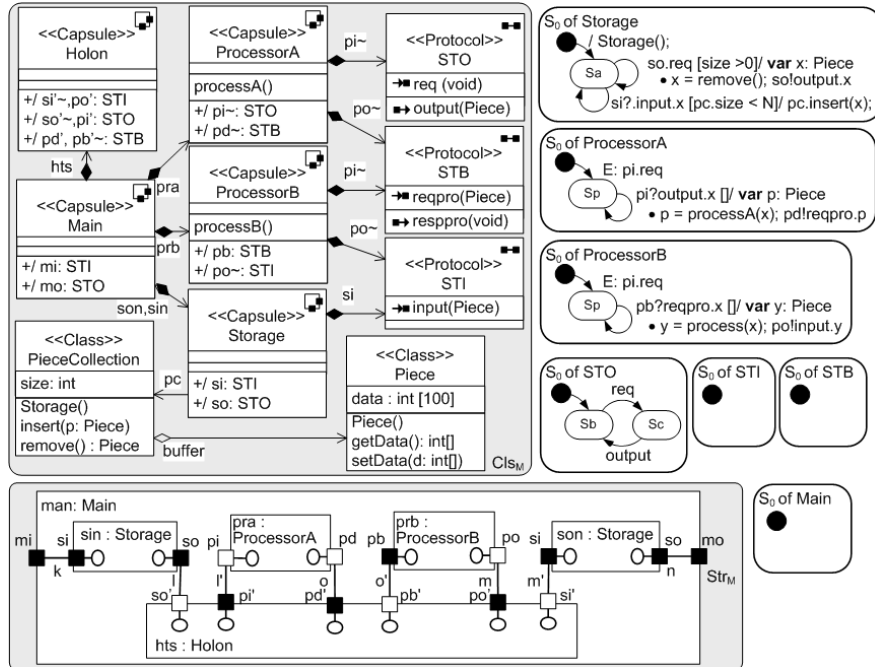 <<Capsule>>
Holon
+/ si'~,po': STI
+/ so'~,pi': STO
+/ pd', pb'~: STB
hts
<<Capsule>>
Main
+/ mi: STI
+/ mo: STO
pra
prb
son,sin
<<Capsule>>
ProcessorA
processA()
+/ pi~: STO
+/ pd~: STB
pi~
po~
<<Capsule>>
ProcessorB
processB()
+/ pb: STB
+/ po~: STI
pi~
po~
<<Capsule>>
Storage
+/ si: STI
+/ so: STO
si
pc
<<Protocol>>
STO
req (void)
output(Piece)
<<Protocol>>
STB
reqpro(Piece)
resppro(void)
<<Protocol>>
STI
input(Piece)
<<Class>>
PieceCollection
size: int
Storage()
insert(p: Piece)
remove() : Piece
buffer
<<Class>>
Piece
data : int [100]
Piece()
getData(): int[]
setData(d: int[])
ClsM
S0 of Storage
/ Storage();
Sa
so.req [size >0]/ var x: Piece
• x = remove(); so!output.x
si?.input.x [pc.size < N]/ pc.insert(x);
S0 of ProcessorA
E: pi.req
Sp
pi?output.x []/ var p: Piece
• p = processA(x); pd!reqpro.p
S0 of ProcessorB
E: pi.req
Sp
pb?reqpro.x []/ var y: Piece
• y = process(x); po!input.y
S0 of STO
req
Sb
Sc
output
S0 of STI
S0 of STB
S0 of Main
man: Main
mi
si
sin : Storage
so
pi
pra :
ProcessorA
pd
pb
prb:
ProcessorB
po
si
son: Storage
so
mo
k
l
l'
o
o'
m
m'
n
StrM
so'
pi'
pd'
pb'
po'
si'
hts : Holon